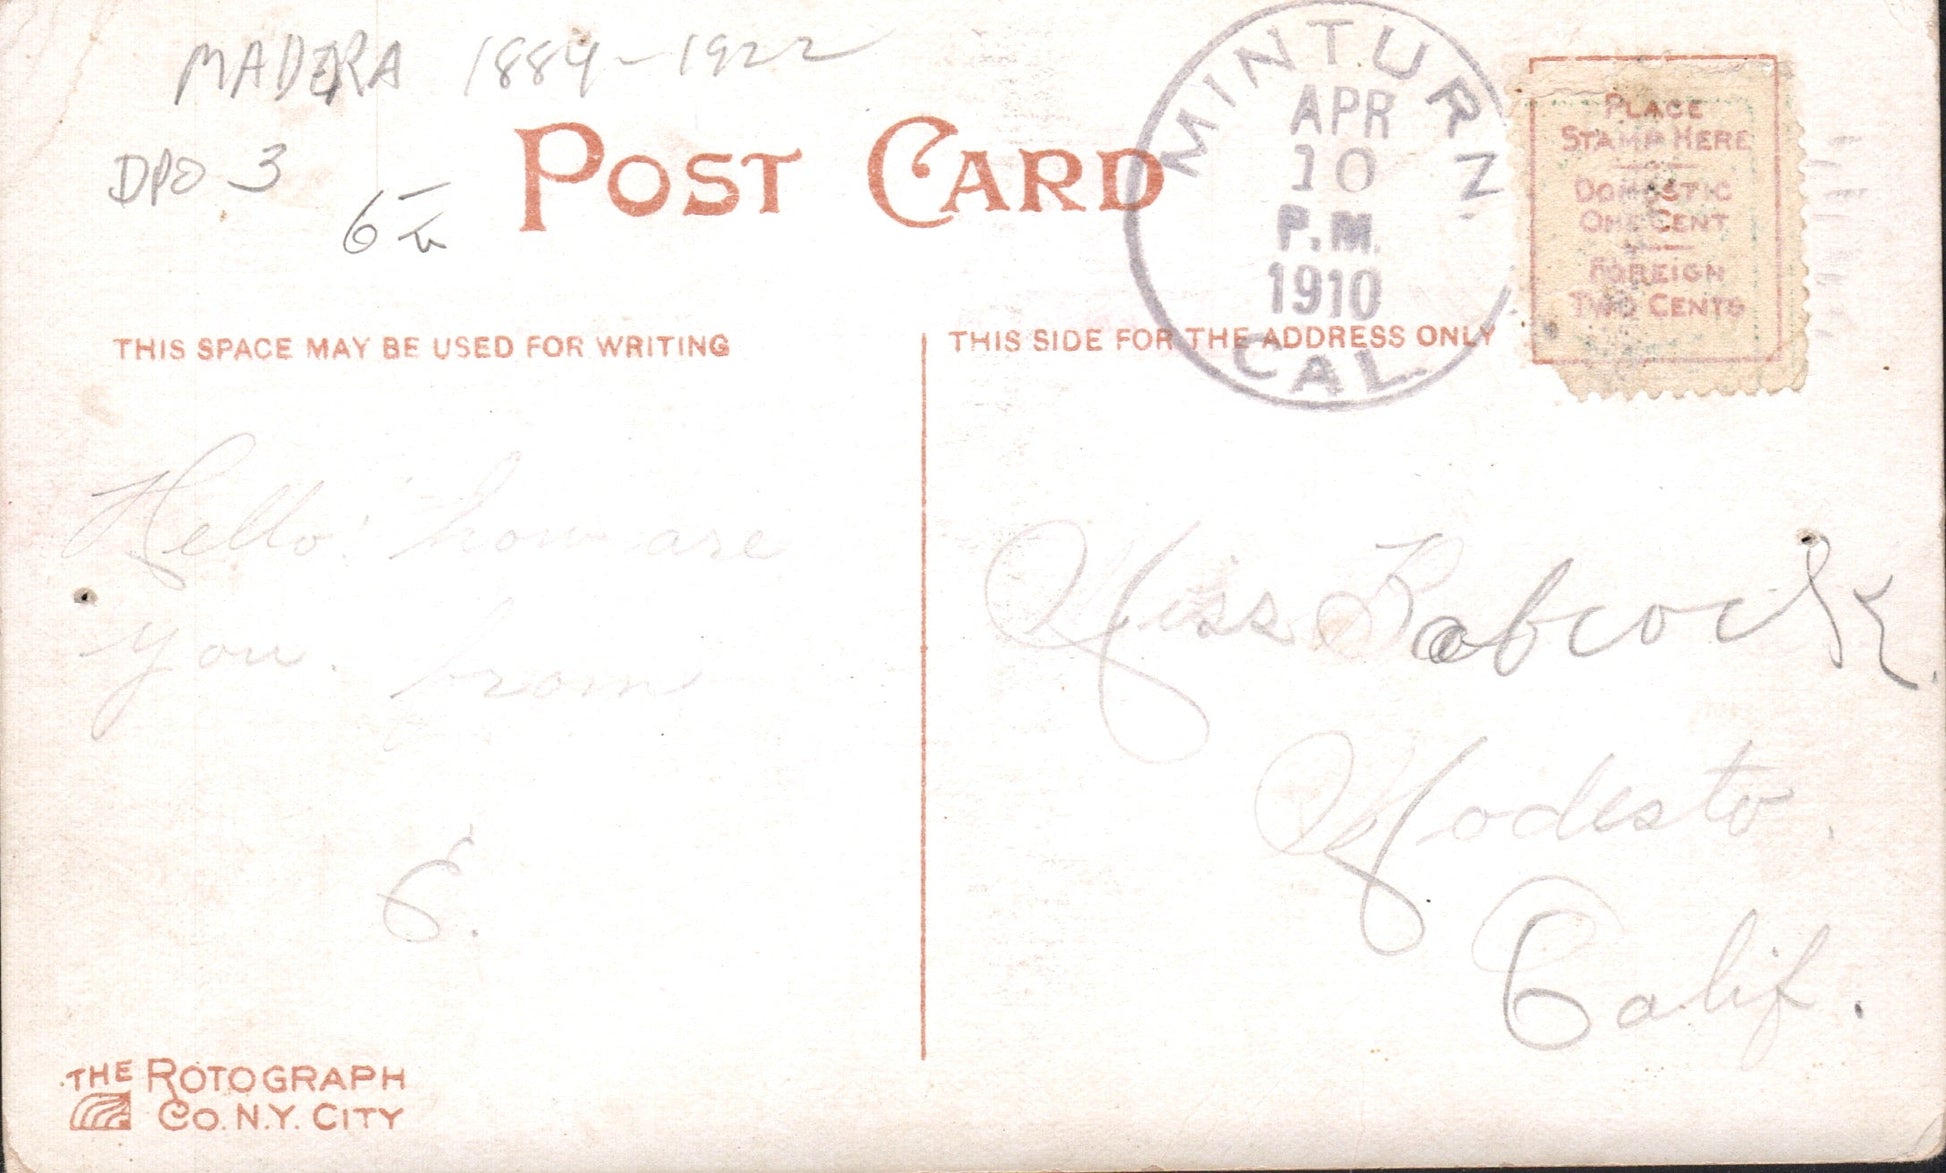 MADERA 1884-1922
DPO 3
6
POST CARD
MINTURN
APR
10
P.M.
1910
CAL.
PLACE
STAMP HERE
DOMESTIC
ONE CENT
FOREIGN
TWO CENTS
THIS SPACE MAY BE USED FOR WRITING
THIS SIDE FOR THE ADDRESS ONLY
Hello! how are
you. from
E.
Miss Babcock.
Modesto.
Calif.
THE ROTOGRAPH
CO. N.Y. CITY